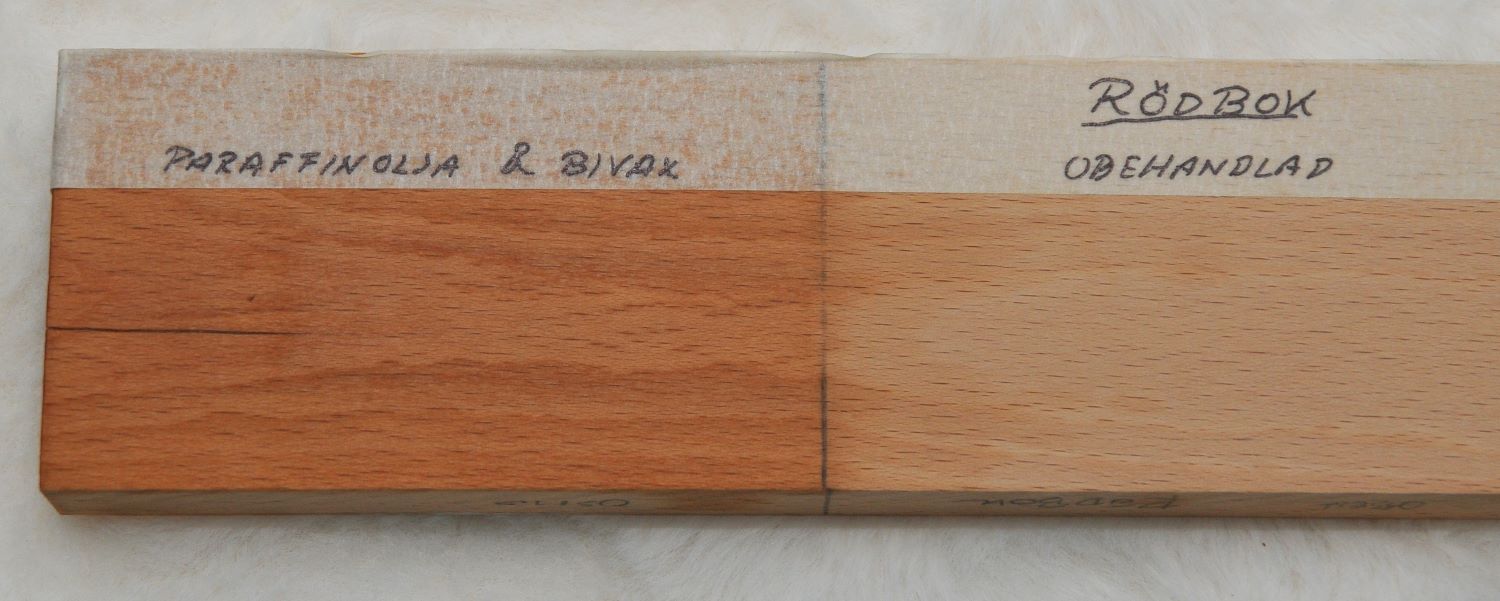 PARAFFINOLJA & BIVAX
RÖDBOK
OBEHANDLAD